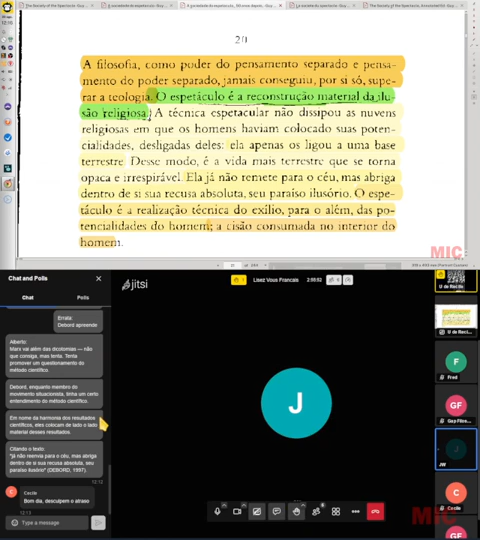 20
A filosofia, como poder do pensamento separado e pensa-
mento do poder separado, jamais conseguiu, por si só, supe-
rar a teologia. O espetáculo é a reconstrução material da ilu-
são religiosa. A técnica espetacular não dissipou as nuvens
religiosas em que os homens haviam colocado suas poten-
cialidades, desligadas deles: ela apenas os ligou a uma base
terrestre. Desse modo, é a vida mais terrestre que se torna
opaca e irrespirável. Ela já não remete para o céu, mas abriga
dentro de si sua recusa absoluta, seu paraíso ilusório. O espe-
táculo é a realização técnica do exílio, para o além, das po-
tencialidades do homem; a cisão consumada no interior do
homem.
MIC
Chat and Polls
Chat
Polls
Errata:
Debord apreende
Alberto:
Marx vai além das dicotomias — não
que consiga, mas tenta. Tenta
promover um questionamento do
método científico.
Debord, enquanto membro do
movimento situacionista, tinha um certo
entendimento do método científico.
Em nome da harmonia dos resultados
científicos, eles colocam de lado o lado
material desses resultados.
Citando o texto:
"já não reenvia para o céu, mas abriga
dentro de si a sua recusa absoluta, seu
paraíso ilusório" (DEBORD, 1997).
12:12
C
Cecile
Bom dia, desculpem o atraso
12:13
Type a message
jitsi
Lisez Vous Francais
J
F
Fred
GF
JW
C
Cecile
GF
MIC